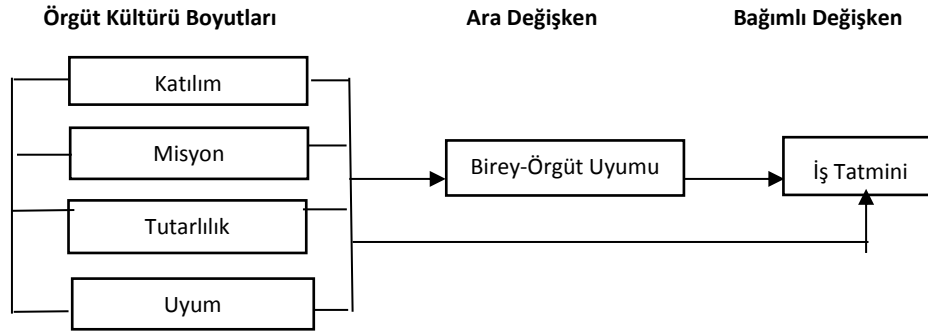 Örgüt Kültürü Boyutları
Ara Değişken
Bağımlı Değişken
Katılım
Misyon
Tutarlılık
Uyum
Birey-Örgüt Uyumu
İş Tatmini